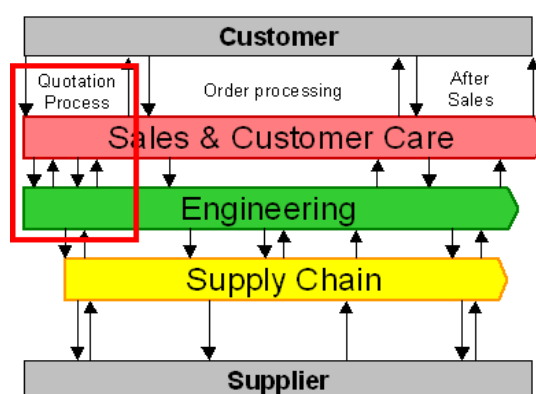 Customer
Quotation
Process
Order processing
After
Sales
Sales & Customer Care
Engineering
Supply Chain
Supplier